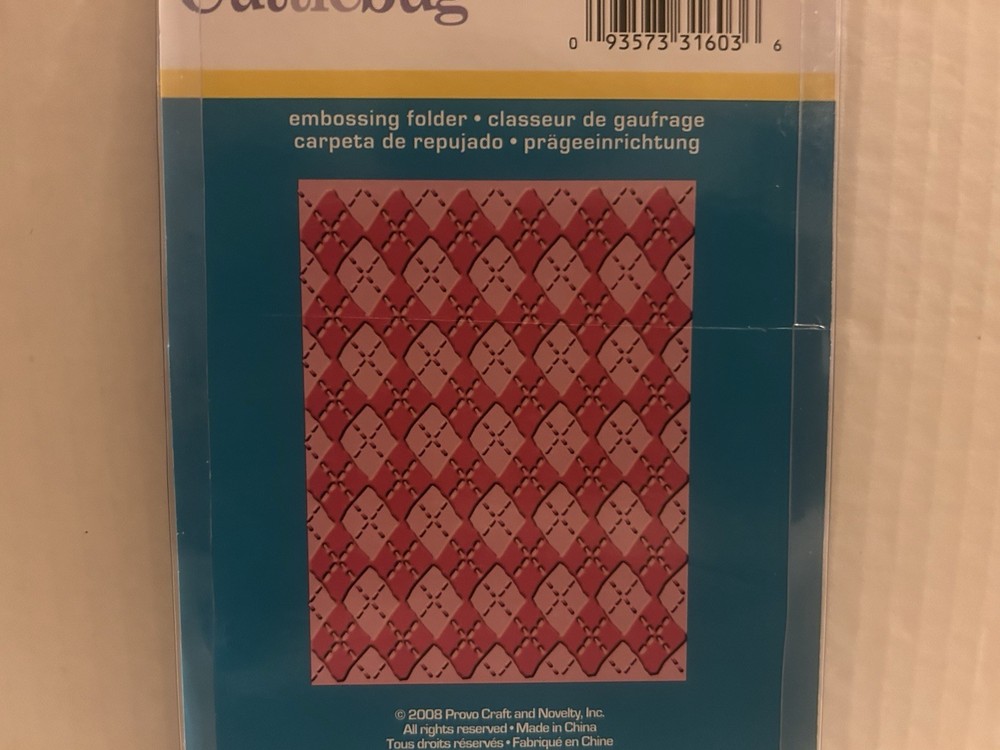 Cuttlebug
0 93573 31603 6
embossing folder • classeur de gaufrage
carpeta de repujado • prägeeinrichtung
© 2008 Provo Craft and Novelty, Inc.
All rights reserved • Made in China
Tous droits réservés • Fabriqué en Chine